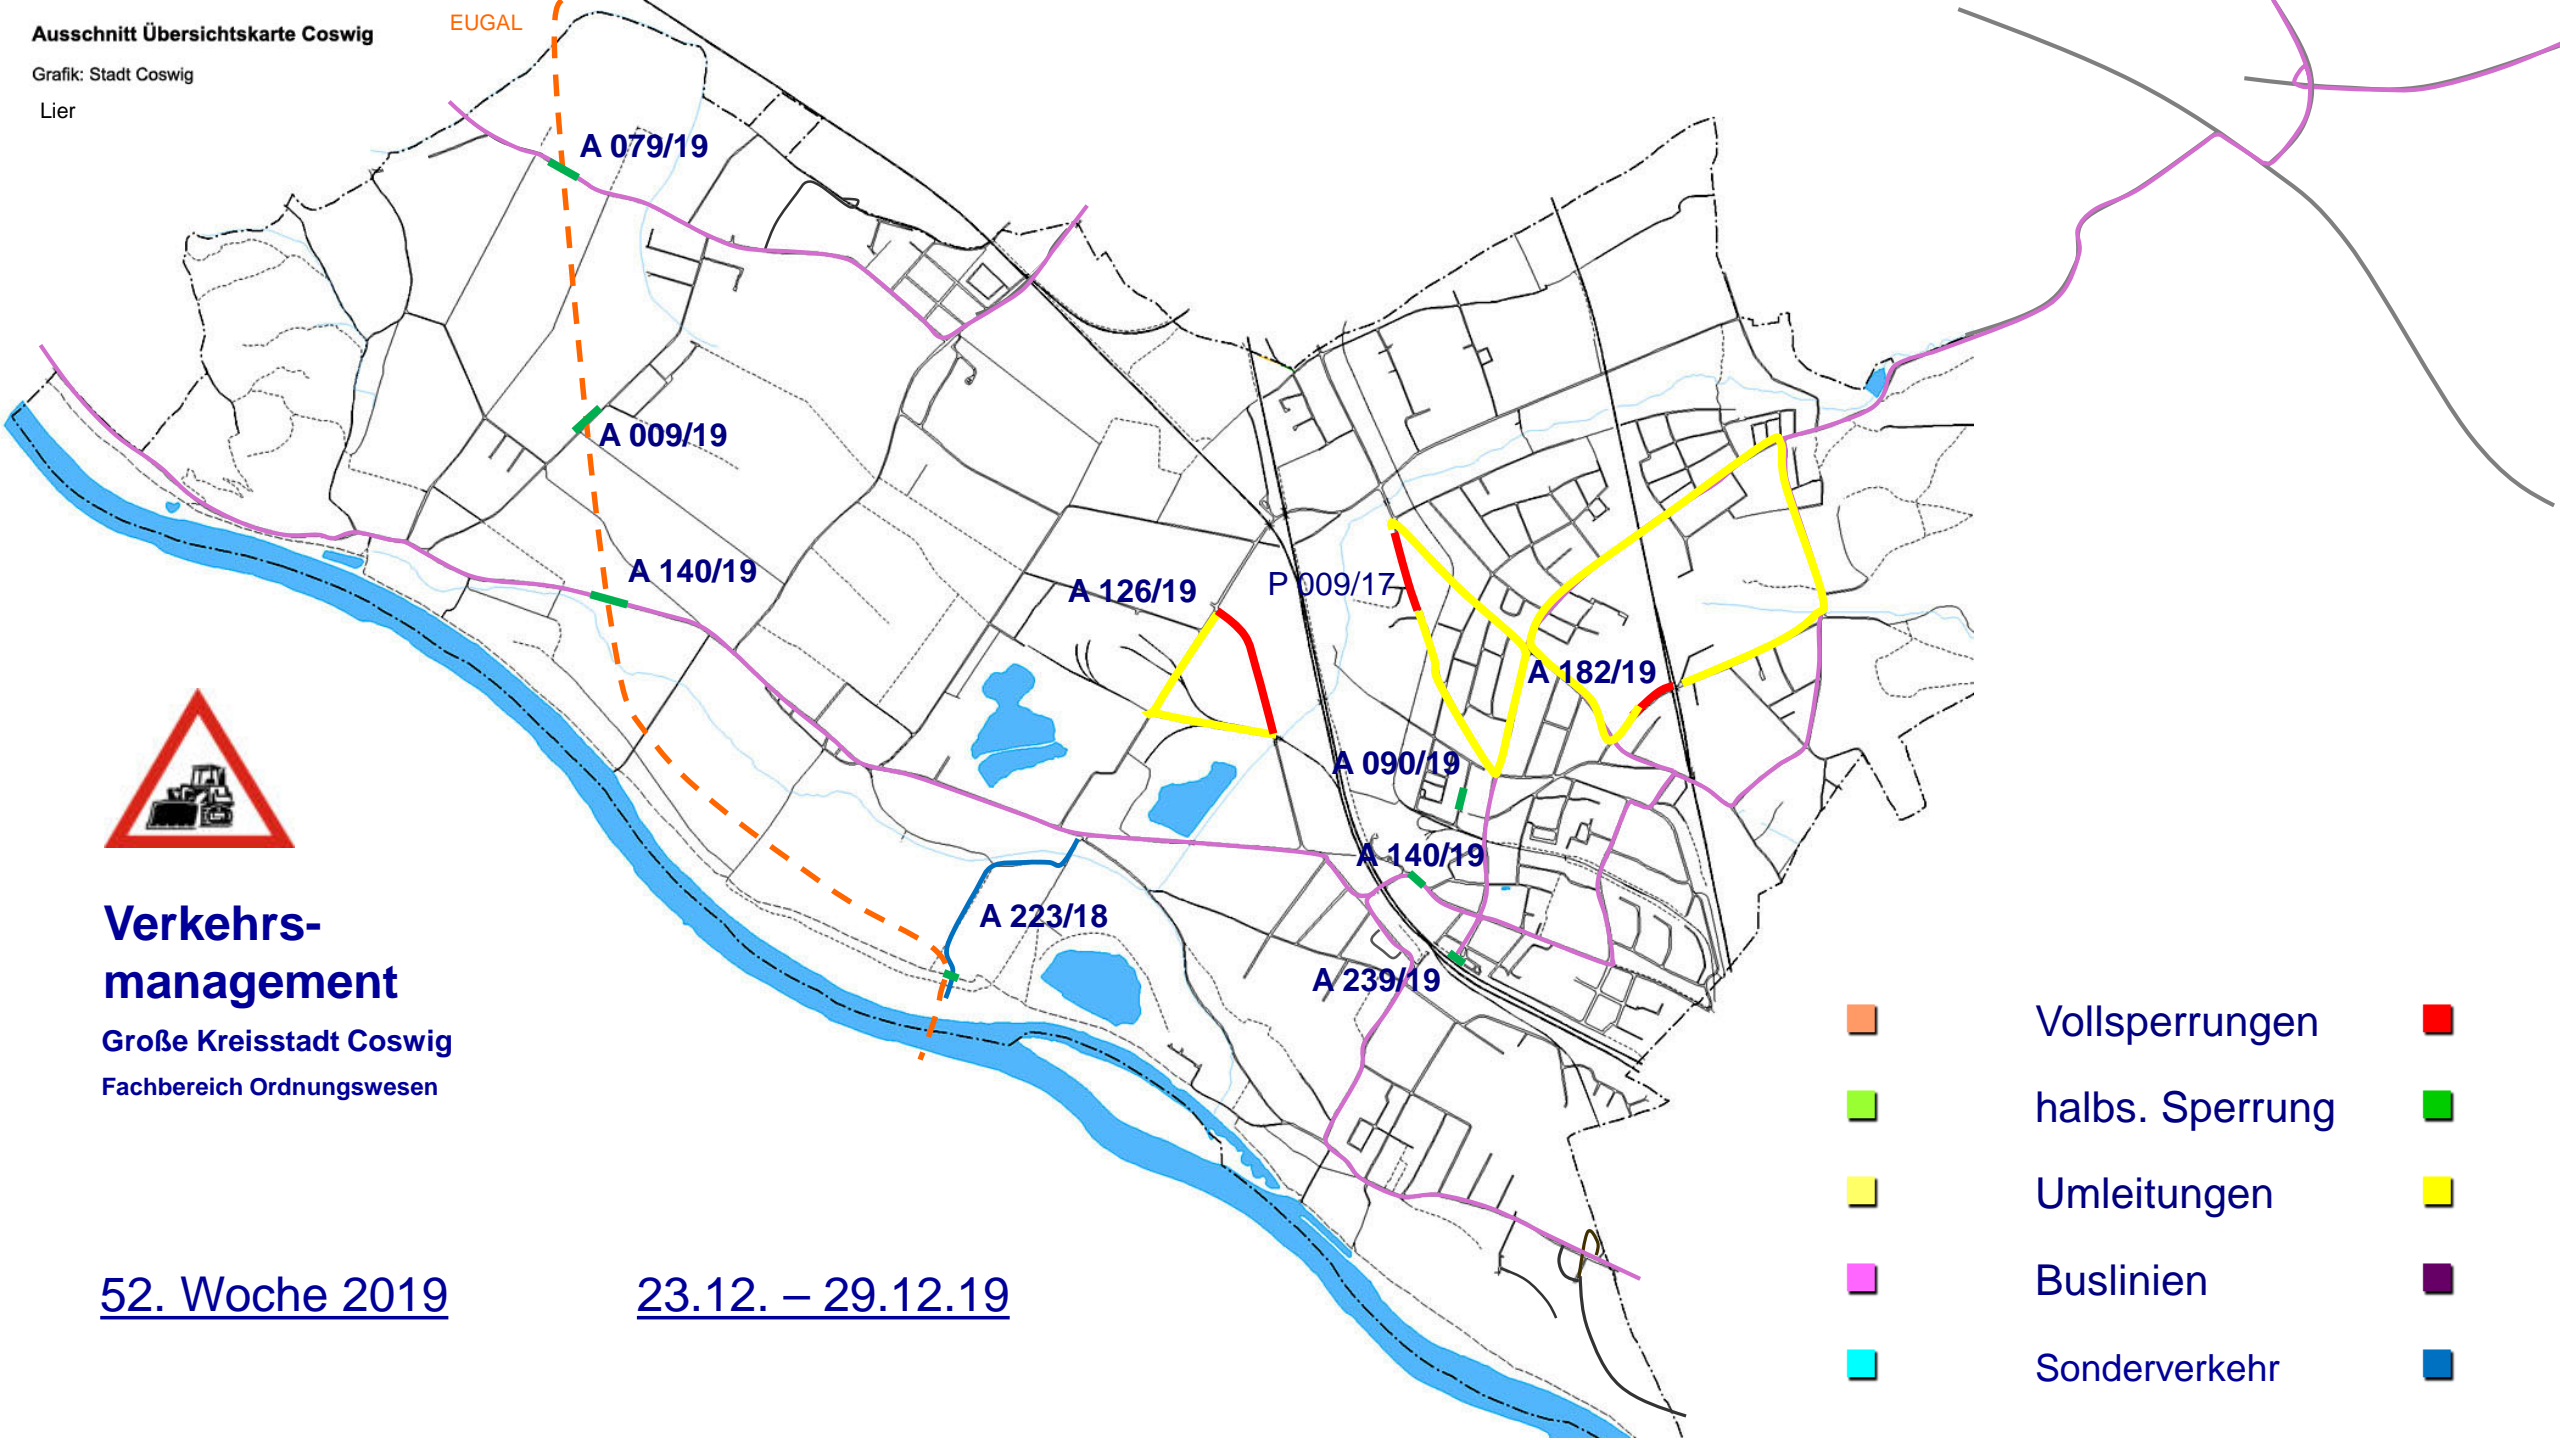 Ausschnitt Übersichtskarte Coswig
Grafik: Stadt Coswig
Lier
EUGAL
A 079/19
A 009/19
A 140/19
A 126/19
P 009/17
A 182/19
A 090/19
A 140/19
A 223/18
A 239/19
Verkehrs-
management
Große Kreisstadt Coswig
Fachbereich Ordnungswesen
52. Woche 2019
23.12. – 29.12.19
Vollsperrungen
halbs. Sperrung
Umleitungen
Buslinien
Sonderverkehr